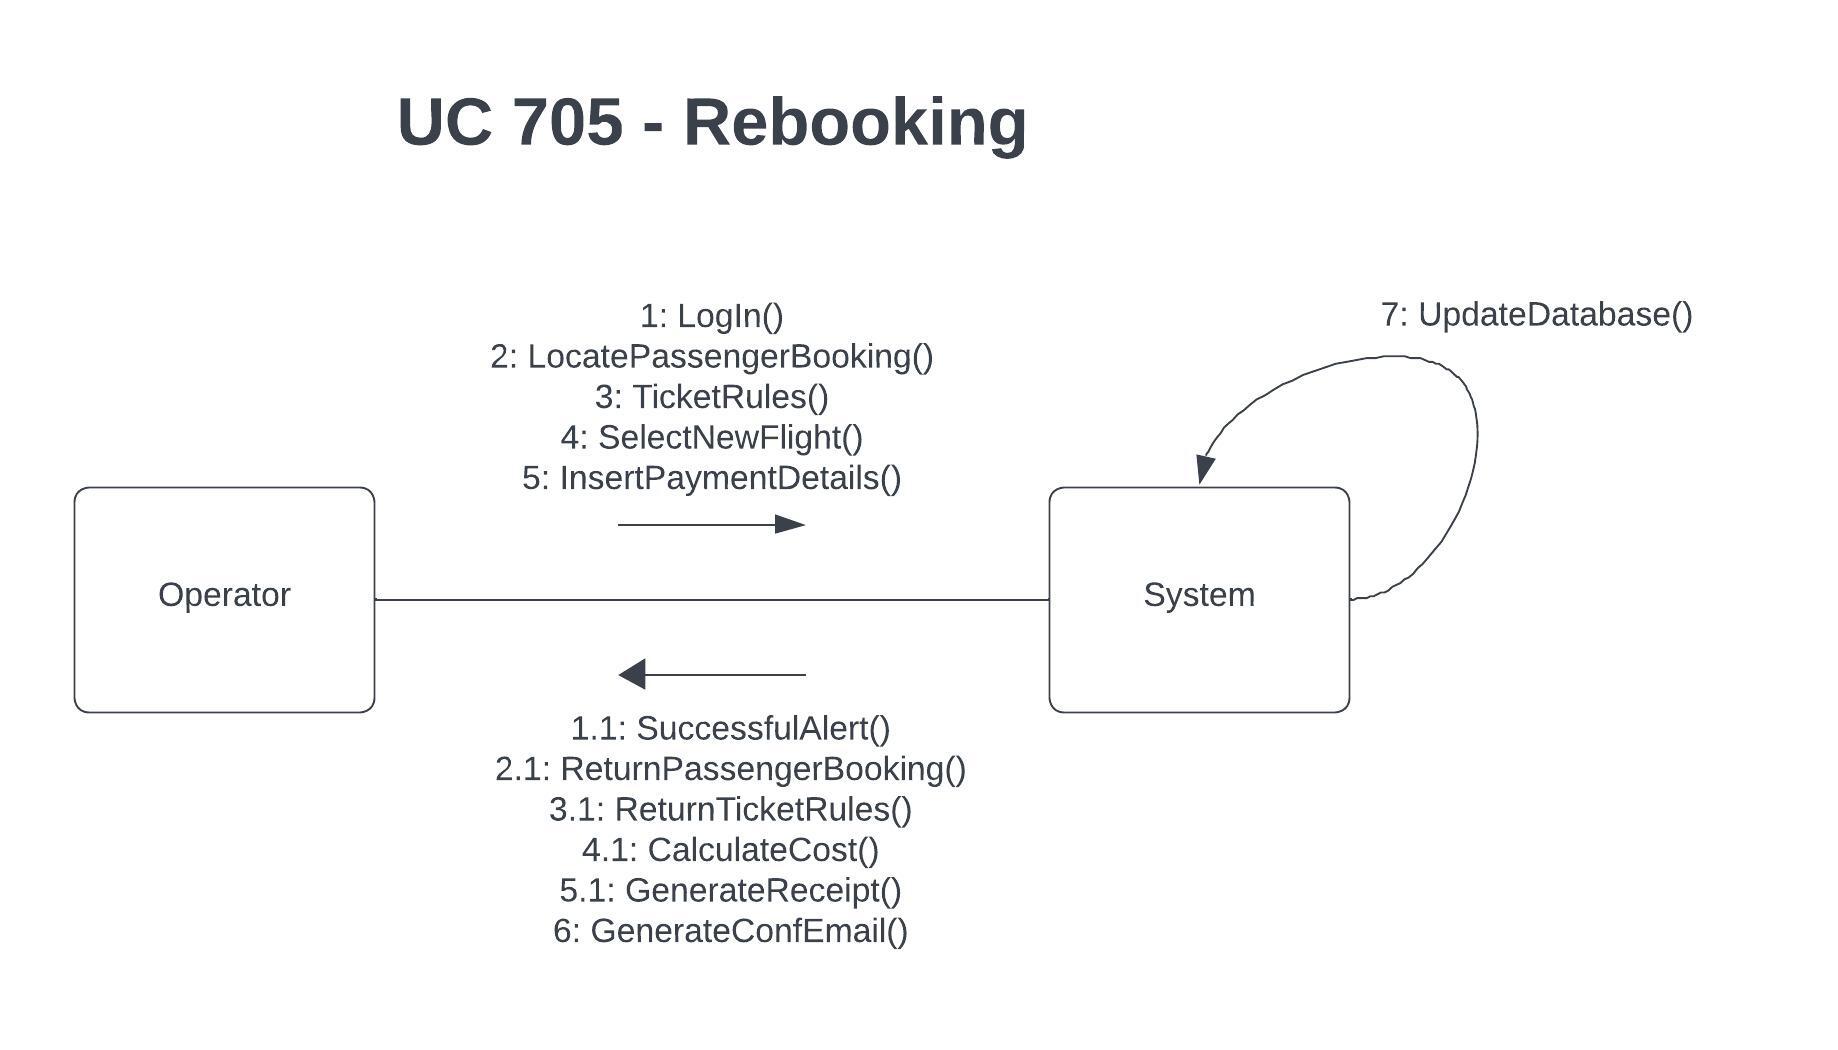 UC 705 - Rebooking
1: LogIn()
2: LocatePassengerBooking()
3: TicketRules()
4: SelectNewFlight()
5: InsertPaymentDetails()
7: UpdateDatabase()
Operator
System
1.1: SuccessfulAlert()
2.1: ReturnPassengerBooking()
3.1: ReturnTicketRules()
4.1: CalculateCost()
5.1: GenerateReceipt()
6: GenerateConfEmail()